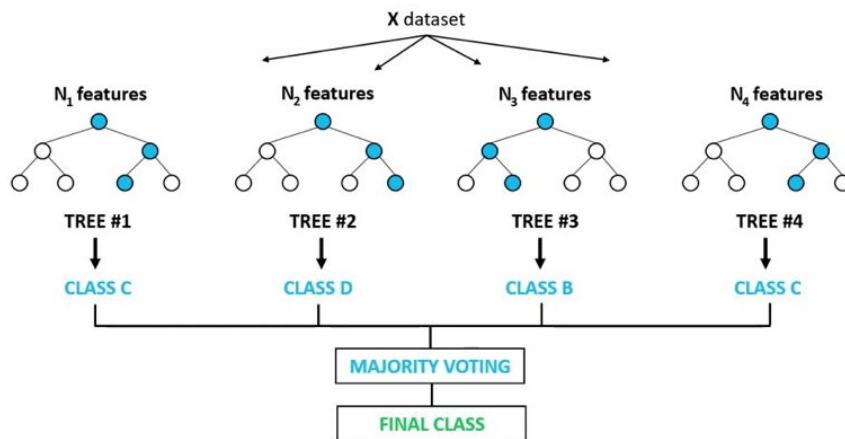 X dataset
N₁ features N₂ features N₃ features N₄ features
TREE #1 TREE #2 TREE #3 TREE #4
CLASS C CLASS D CLASS B CLASS C
MAJORITY VOTING
FINAL CLASS